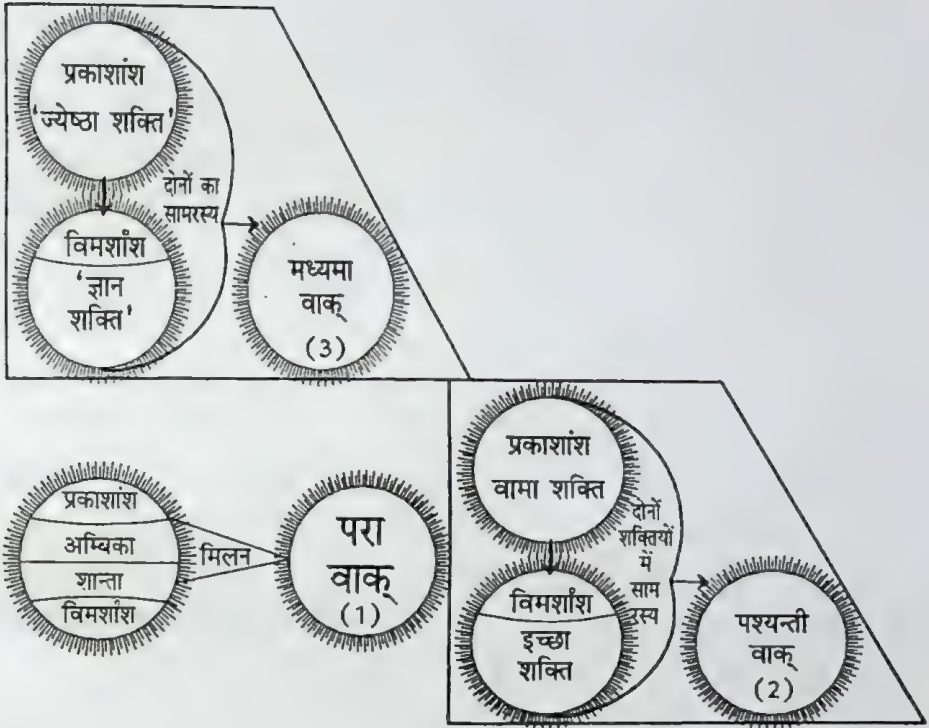 प्रकाशांश
'ज्येष्ठा शक्ति'
विमर्शांश
'ज्ञान
शक्ति'
दोनों का
सामरस्य
मध्यमा
वाक्
(3)
प्रकाशांश
अम्बिका
शान्ता
विमर्शांश
मिलन
परा
वाक्
(1)
प्रकाशांश
वामा शक्ति
विमर्शांश
इच्छा
शक्ति
दोनों
शक्तियों
में
साम
रस्य
पश्यन्ती
वाक्
(2)